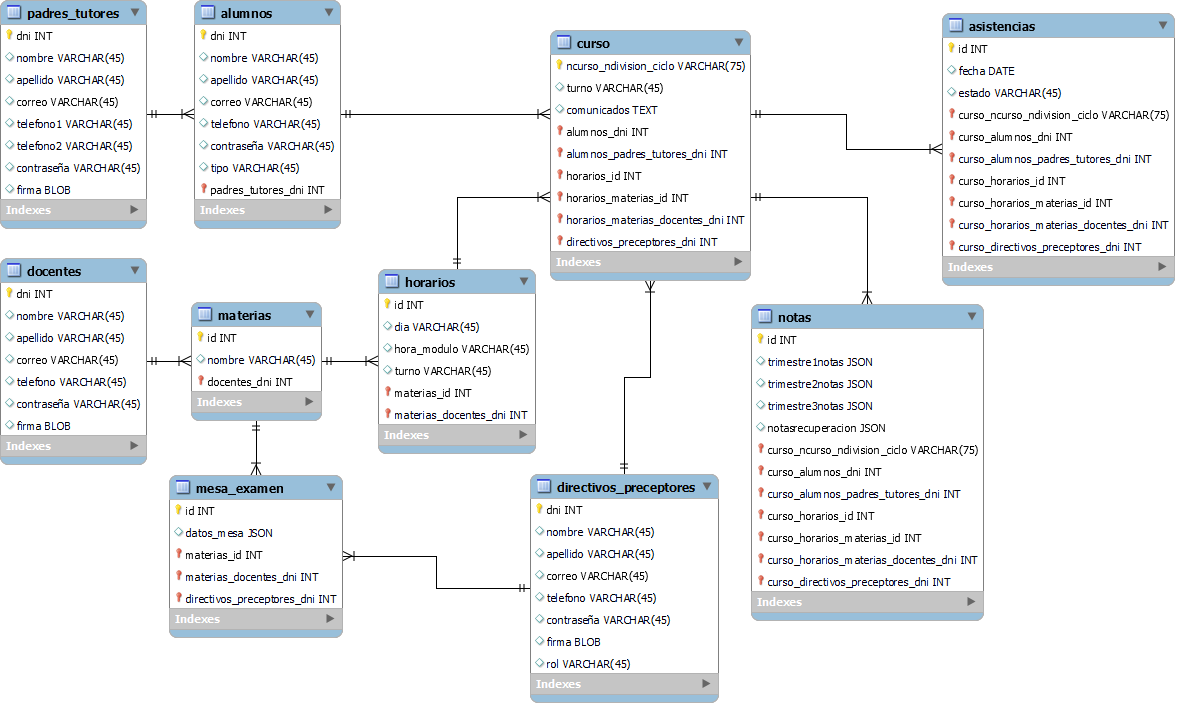 padres_tutores
dni INT
nombre VARCHAR(45)
apellido VARCHAR(45)
correo VARCHAR(45)
telefono1 VARCHAR(45)
telefono2 VARCHAR(45)
contraseña VARCHAR(45)
firma BLOB
Indexes
alumnos
dni INT
nombre VARCHAR(45)
apellido VARCHAR(45)
correo VARCHAR(45)
telefono VARCHAR(45)
contraseña VARCHAR(45)
tipo VARCHAR(45)
padres_tutores_dni INT
Indexes
curso
ncurso_ndivision_ciclo VARCHAR(75)
turno VARCHAR(45)
comunicados TEXT
alumnos_dni INT
alumnos_padres_tutores_dni INT
horarios_id INT
horarios_materias_id INT
horarios_materias_docentes_dni INT
directivos_preceptores_dni INT
Indexes
asistencias
id INT
fecha DATE
estado VARCHAR(45)
curso_ncurso_ndivision_ciclo VARCHAR(75)
curso_alumnos_dni INT
curso_alumnos_padres_tutores_dni INT
curso_horarios_id INT
curso_horarios_materias_id INT
curso_horarios_materias_docentes_dni INT
curso_directivos_preceptores_dni INT
Indexes
docentes
dni INT
nombre VARCHAR(45)
apellido VARCHAR(45)
correo VARCHAR(45)
telefono VARCHAR(45)
contraseña VARCHAR(45)
firma BLOB
Indexes
materias
id INT
nombre VARCHAR(45)
docentes_dni INT
Indexes
horarios
id INT
dia VARCHAR(45)
hora_modulo VARCHAR(45)
turno VARCHAR(45)
materias_id INT
materias_docentes_dni INT
Indexes
notas
id INT
trimestre1notas JSON
trimestre2notas JSON
trimestre3notas JSON
notasrecuperacion JSON
curso_ncurso_ndivision_ciclo VARCHAR(75)
curso_alumnos_dni INT
curso_alumnos_padres_tutores_dni INT
curso_horarios_id INT
curso_horarios_materias_id INT
curso_horarios_materias_docentes_dni INT
curso_directivos_preceptores_dni INT
Indexes
mesa_examen
id INT
datos_mesa JSON
materias_id INT
materias_docentes_dni INT
directivos_preceptores_dni INT
Indexes
directivos_preceptores
dni INT
nombre VARCHAR(45)
apellido VARCHAR(45)
correo VARCHAR(45)
telefono VARCHAR(45)
contraseña VARCHAR(45)
firma BLOB
rol VARCHAR(45)
Indexes